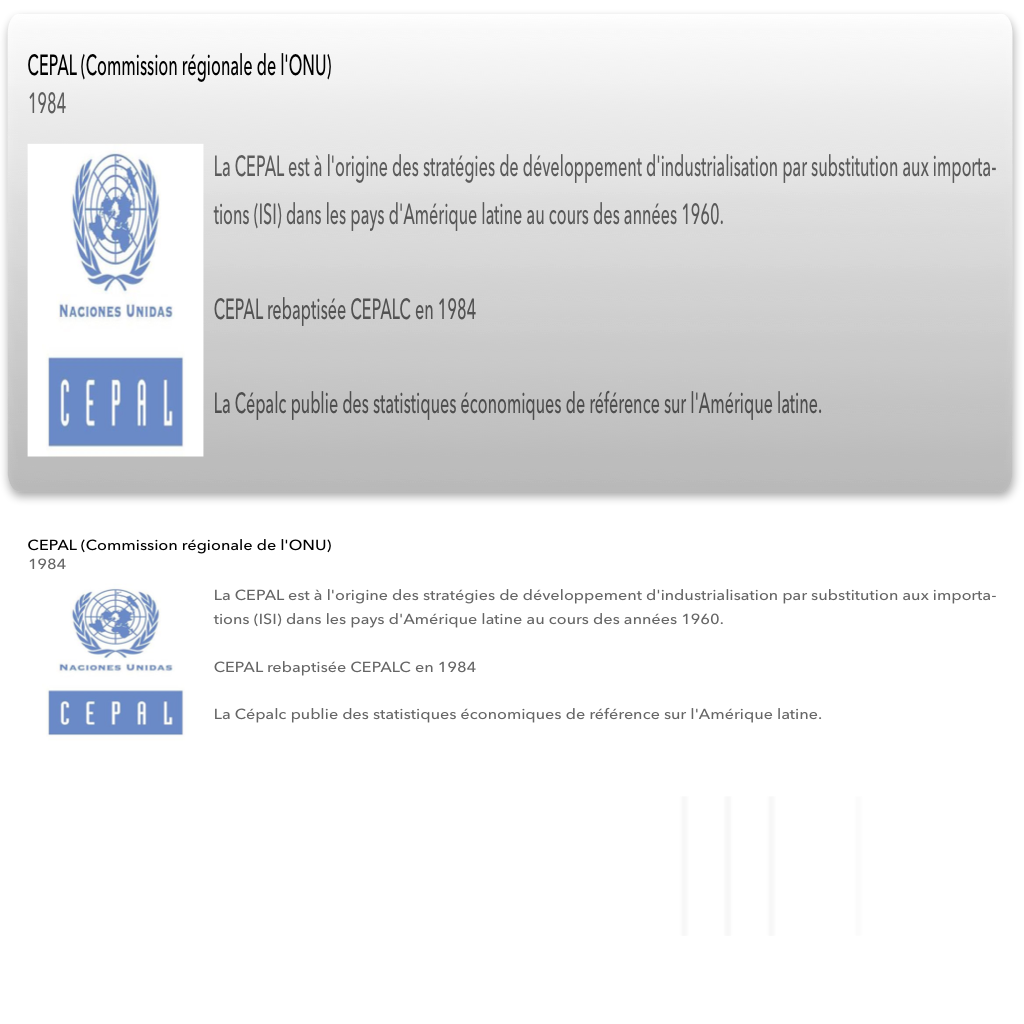 CEPAL (Commission régionale de l'ONU)
1984
La CEPAL est à l'origine des stratégies de développement d'industrialisation par substitution aux importa-
tions (ISI) dans les pays d'Amérique latine au cours des années 1960.
NACIONES UNIDAS
CEPAL rebaptisée CEPALC en 1984
CEPAL
La Cépalc publie des statistiques économiques de référence sur l'Amérique latine.
CEPAL (Commission régionale de l'ONU)
1984
La CEPAL est à l'origine des stratégies de développement d'industrialisation par substitution aux importa-
tions (ISI) dans les pays d'Amérique latine au cours des années 1960.
NACIONES UNIDAS
CEPAL rebaptisée CEPALC en 1984
CEPAL
La Cépalc publie des statistiques économiques de référence sur l'Amérique latine.